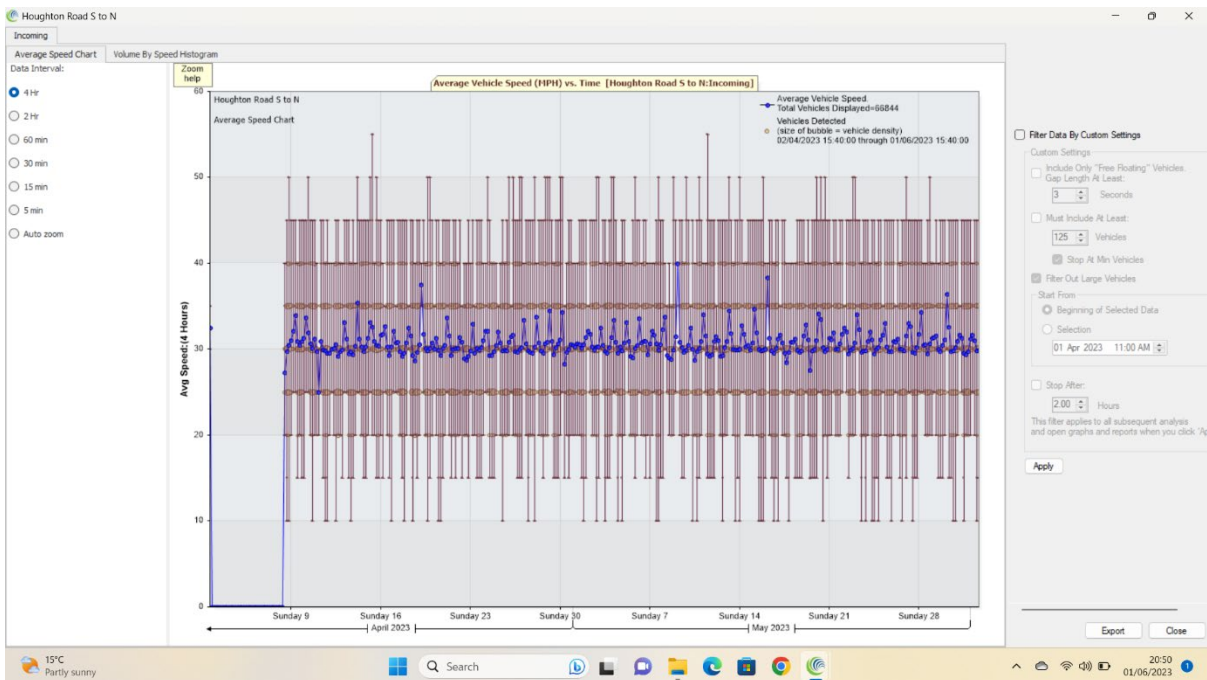 Houghton Road S to N
Incoming
Average Speed Chart
Volume By Speed Histogram
Data Interval:
4 Hr
2 Hr
60 min
30 min
15 min
5 min
Auto zoom
Zoom
help
Average Vehicle Speed (MPH) vs. Time [Houghton Road S to N:Incoming]
Houghton Road S to N
Average Speed Chart
Average Vehicle Speed.
Total Vehicles Displayed=66844
Vehicles Detected
(size of bubble = vehicle density)
02/04/2023 15:40:00 through 01/06/2023 15:40:00
Avg Speed:(4 Hours)
60
50
40
30
20
10
0
Sunday 9
Sunday 16
Sunday 23
Sunday 30
Sunday 7
Sunday 14
Sunday 21
Sunday 28
April 2023
May 2023
Filter Data By Custom Settings
Custom Settings
Include Only "Free Floating" Vehicles.
Gap Length At Least:
3 Seconds
Must Include At Least:
125 Vehicles
Stop At Min Vehicles
Filter Out Large Vehicles
Start From
Beginning of Selected Data
Selection
01 Apr 2023 11:00 AM
Stop After:
2.00 Hours
This filter applies to all subsequent analysis
and open graphs and reports when you click 'Ap
Apply
Export
Close
15°C
Partly sunny
Search
20:50
01/06/2023
1